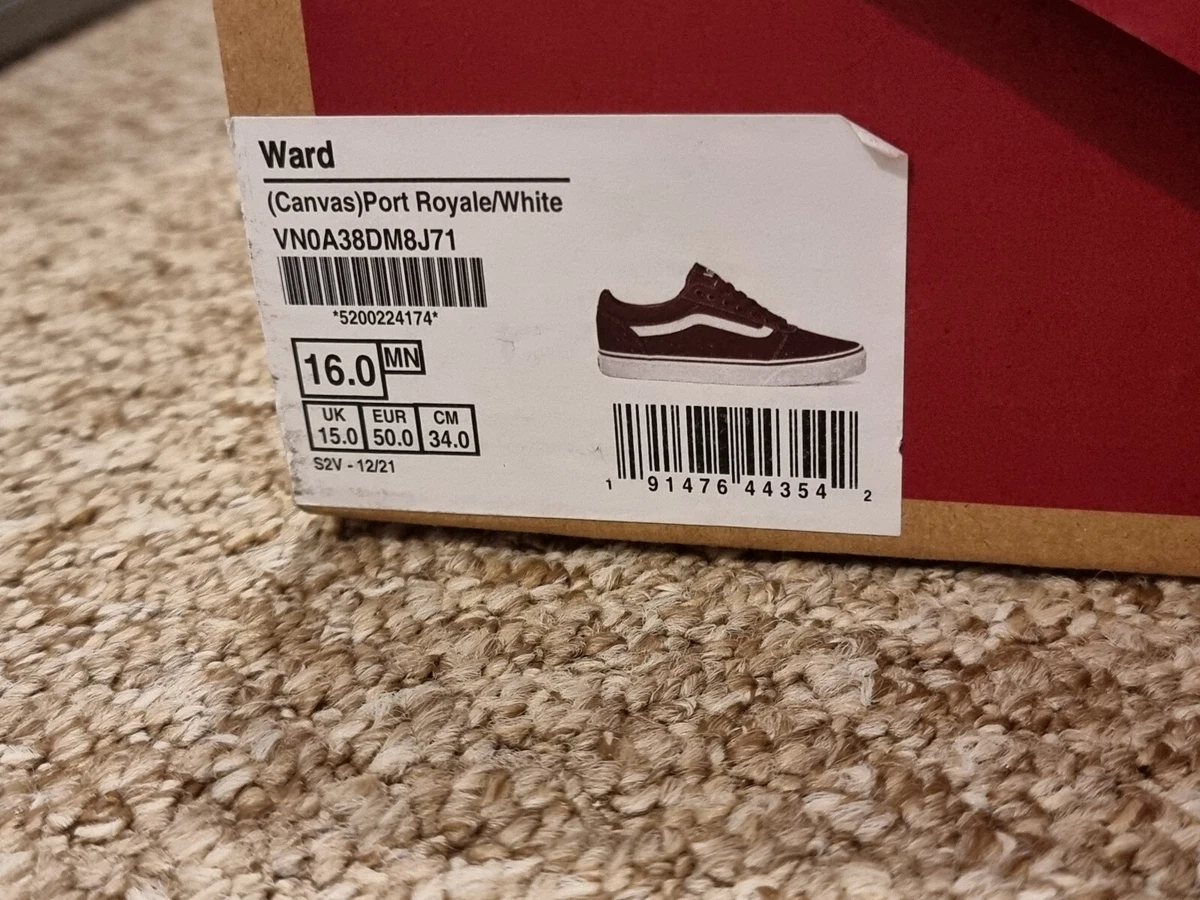 Ward
(Canvas)Port Royale/White
VN0A38DM8J71
*5200224174*
16.0 MN
UK EUR CM
15.0 50.0 34.0
S2V - 12/21
1 91476 44354 2